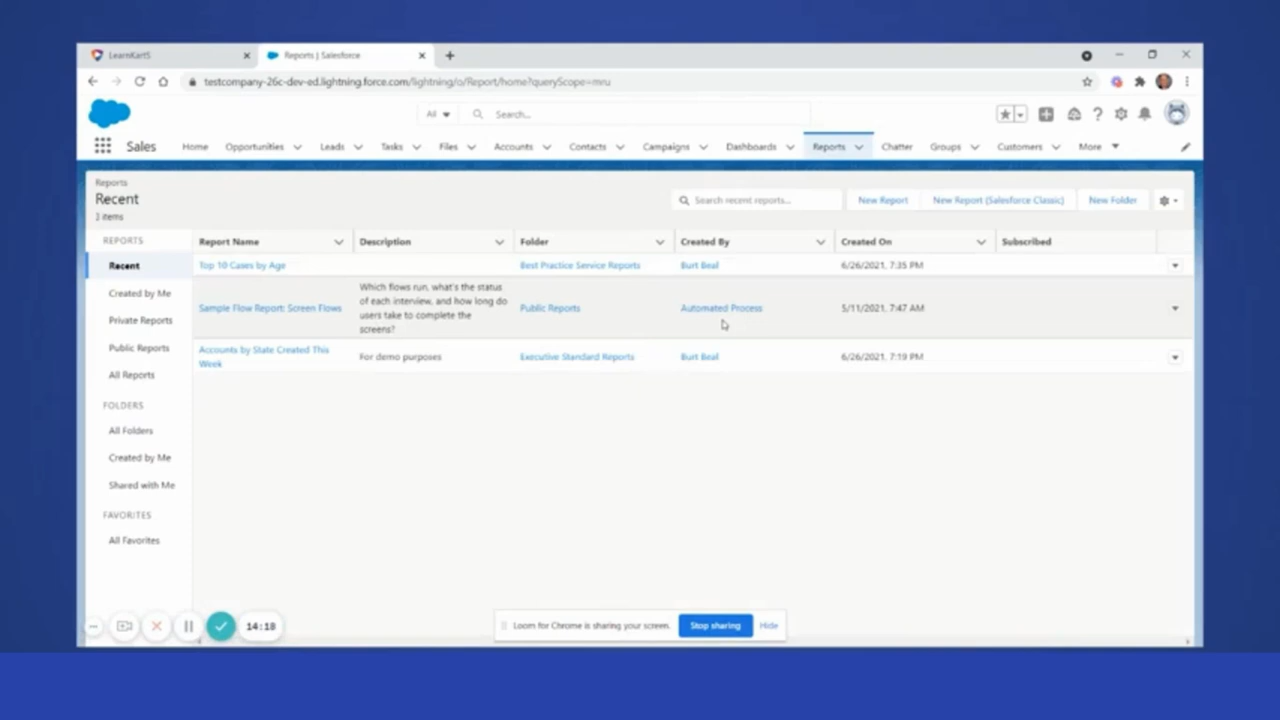 LearnKartS
Reports | Salesforce
testcompany-26c-dev-ed.lightning.force.com/lightning/o/Report/home?queryScope=mru
All
Search...
Sales
Home
Opportunities
Leads
Tasks
Files
Accounts
Contacts
Campaigns
Dashboards
Reports
Chatter
Groups
Customers
More
Reports
Recent
3 items
Search recent reports...
New Report
New Report (Salesforce Classic)
New Folder
REPORTS
Recent
Created by Me
Private Reports
Public Reports
All Reports
FOLDERS
All Folders
Created by Me
Shared with Me
FAVORITES
All Favorites
Report Name
Description
Folder
Created By
Created On
Subscribed
Top 10 Cases by Age
Best Practice Service Reports
Burt Beal
6/26/2021, 7:35 PM
Sample Flow Report: Screen Flows
Which flows run, what's the status
of each interview, and how long do
users take to complete the
screens?
Public Reports
Automated Process
5/11/2021, 7:47 AM
Accounts by State Created This
Week
For demo purposes
Executive Standard Reports
Burt Beal
6/26/2021, 7:19 PM
14:18
Loom for Chrome is sharing your screen.
Stop sharing
Hide